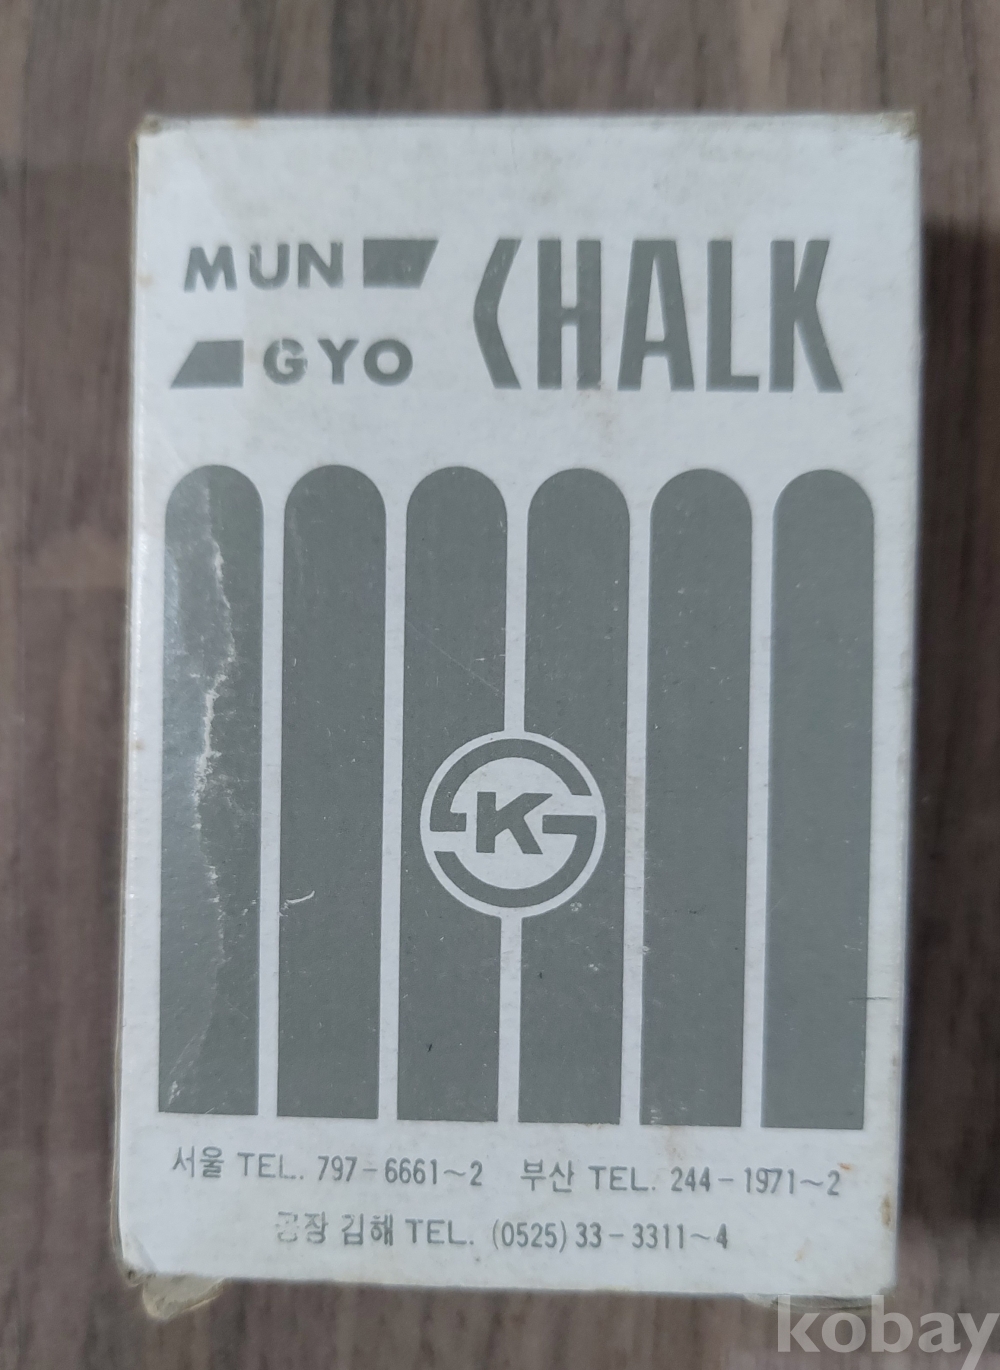 MUN CHALK
GYO
K
서울 TEL. 797-6661~2 부산 TEL. 244-1971~2
공장 김해 TEL. (0525) 33-3311~4
kobay